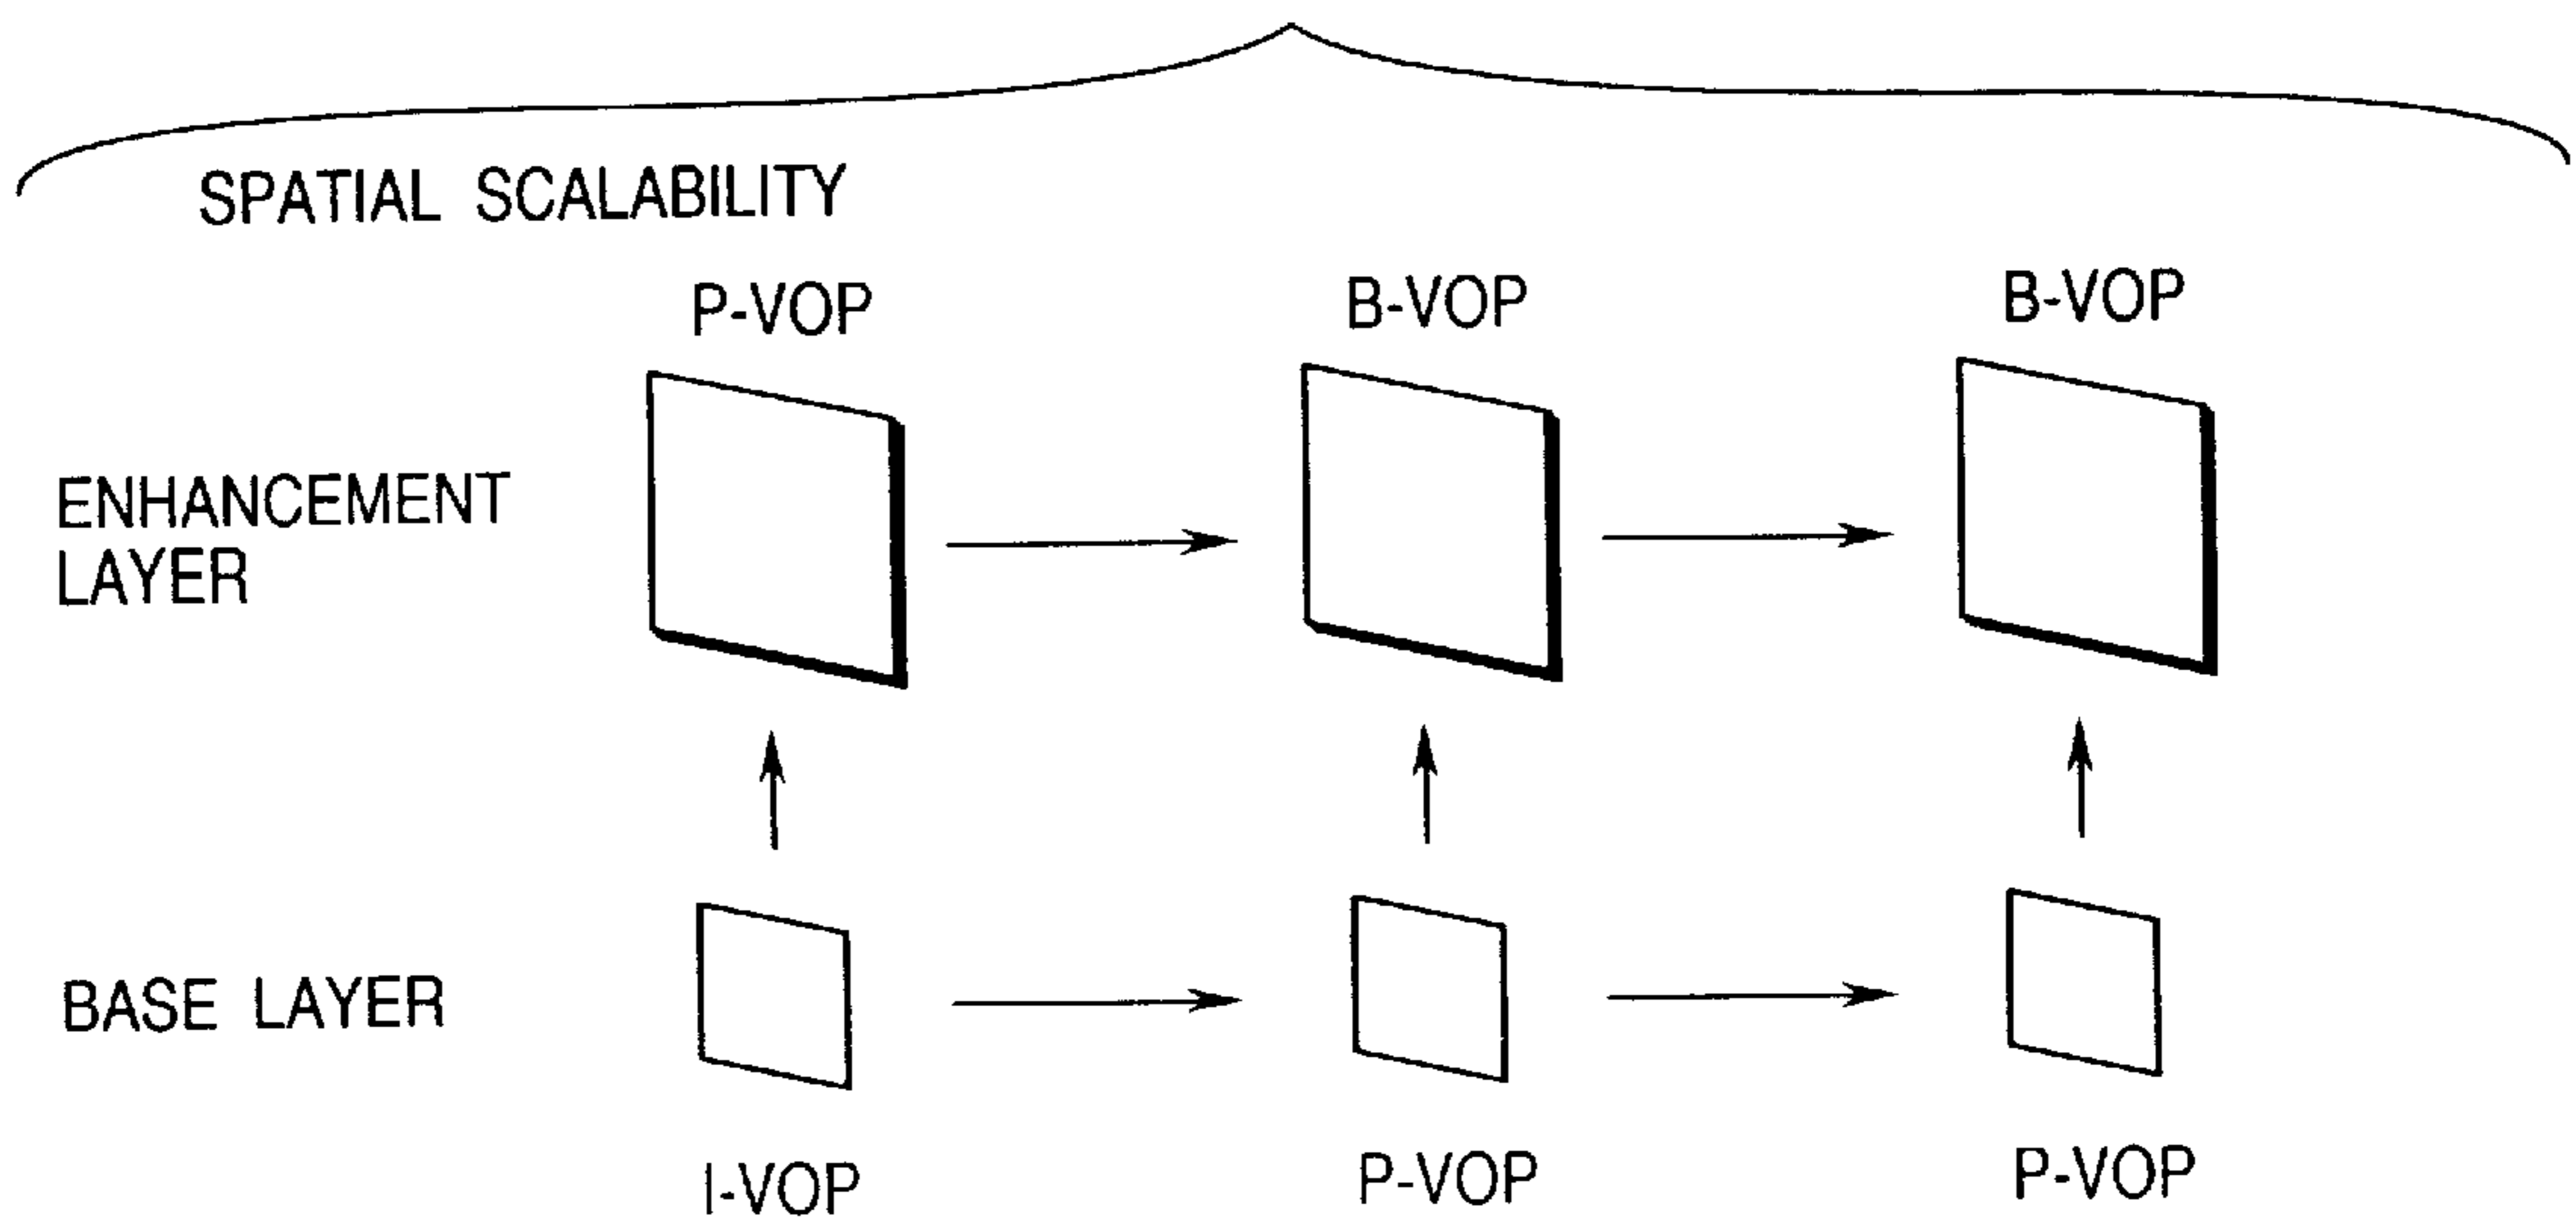 SPATIAL SCALABILITY
P-VOP
B-VOP
B-VOP
ENHANCEMENT
LAYER
BASE LAYER
I-VOP
P-VOP
P-VOP